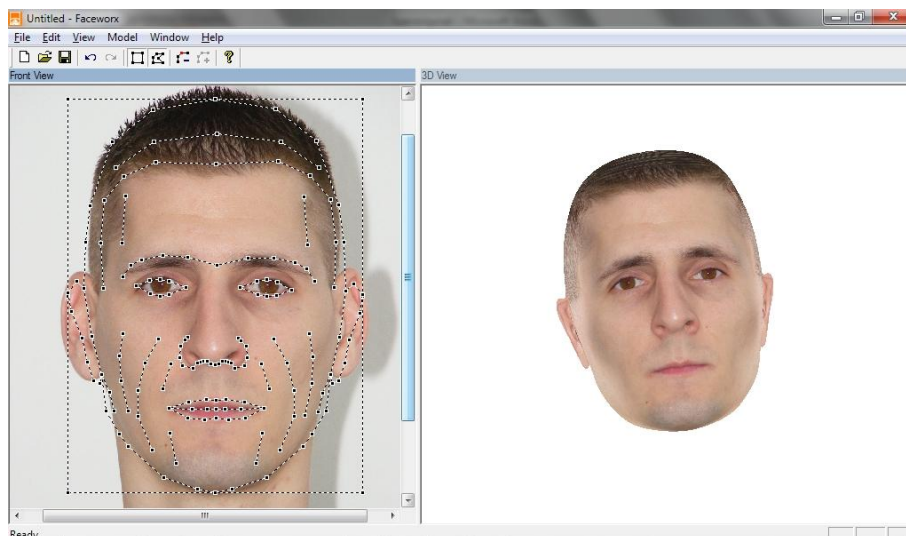 Untitled - Faceworx
File Edit View Model Window Help
Front View
3D View
Ready